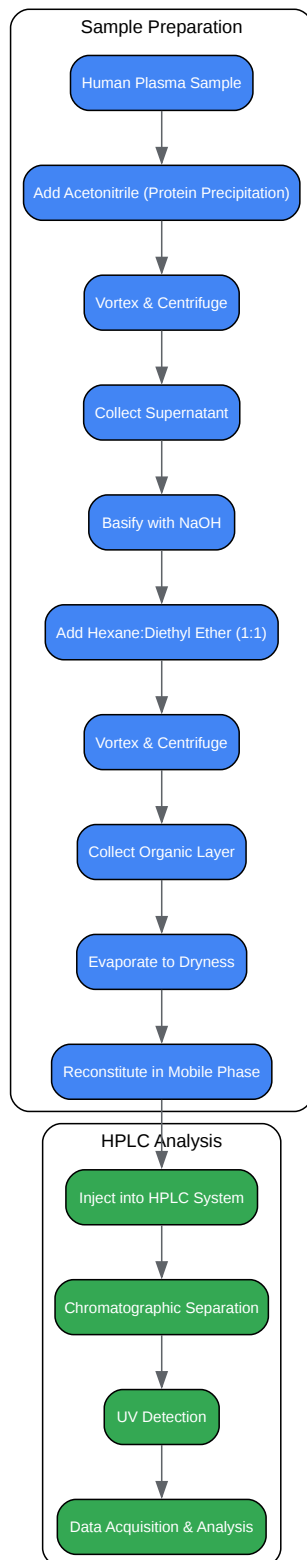 Sample Preparation
Human Plasma Sample
Add Acetonitrile (Protein Precipitation)
Vortex & Centrifuge
Collect Supernatant
Basify with NaOH
Add Hexane:Diethyl Ether (1:1)
Vortex & Centrifuge
Collect Organic Layer
Evaporate to Dryness
Reconstitute in Mobile Phase
HPLC Analysis
Inject into HPLC System
Chromatographic Separation
UV Detection
Data Acquisition & Analysis